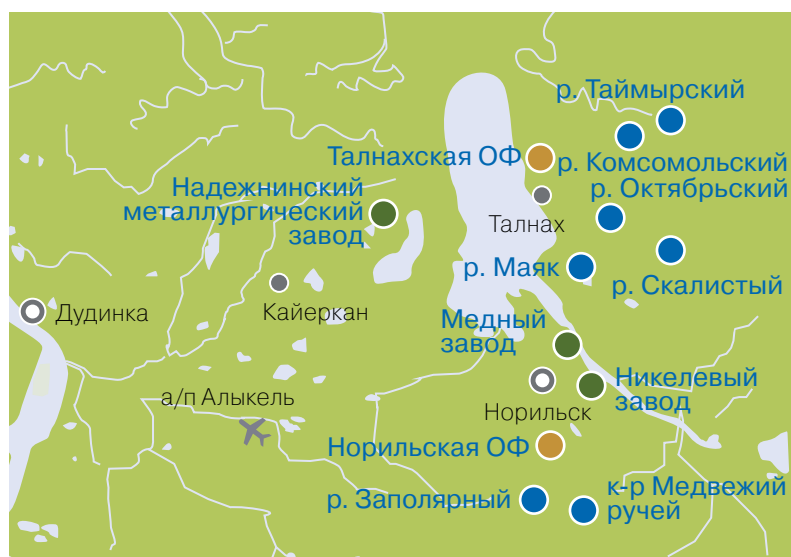 р. Таймырский
Талнахская ОФ
р. Комсомольский
Надежнинский
металлургический
завод
р. Октябрьский
Талнах
р. Маяк
р. Скалистый
Кайеркан
Дудинка
Медный
завод
Никелевый
завод
а/п Алыкель
Норильск
Норильская ОФ
р. Заполярный
к-р Медвежий
ручей